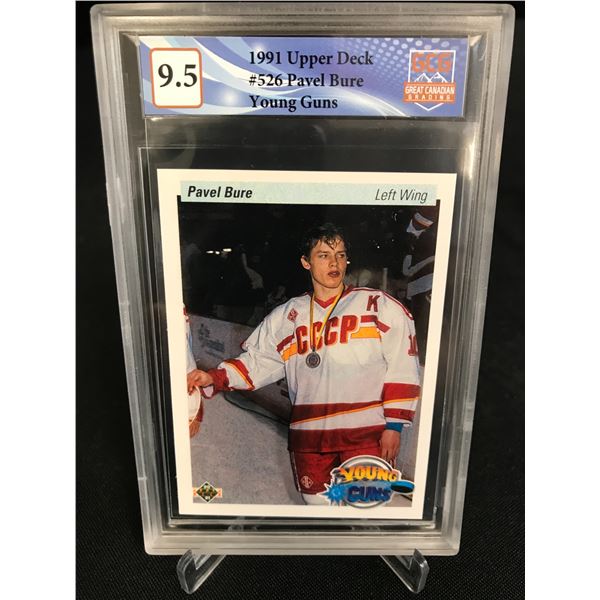 9.5
1991 Upper Deck
#526 Pavel Bure
Young Guns
GCG
GREAT CANADIAN
GRADING
Pavel Bure
Left Wing
K
CCCP
1
YOUNG
GUNS